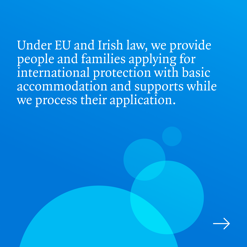 Under EU and Irish law, we provide
people and families applying for
international protection with basic
accommodation and supports while
we process their application.